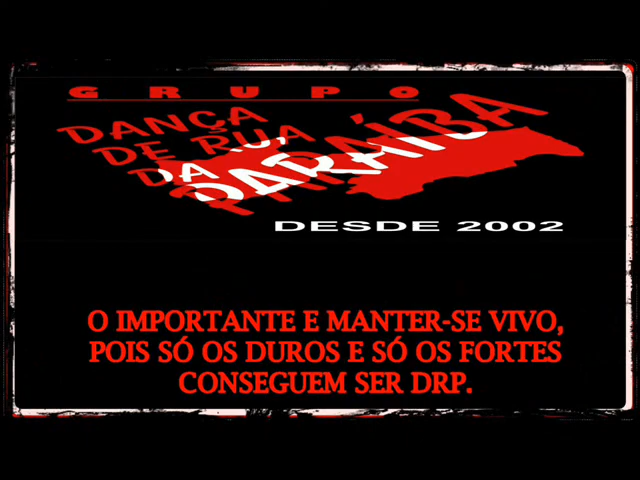 GRUPO
DANÇA
DE RUA
DA PARAÍBA
DESDE 2002
O IMPORTANTE E MANTER-SE VIVO,
POIS SÓ OS DUROS E SÓ OS FORTES
CONSEGUEM SER DRP.